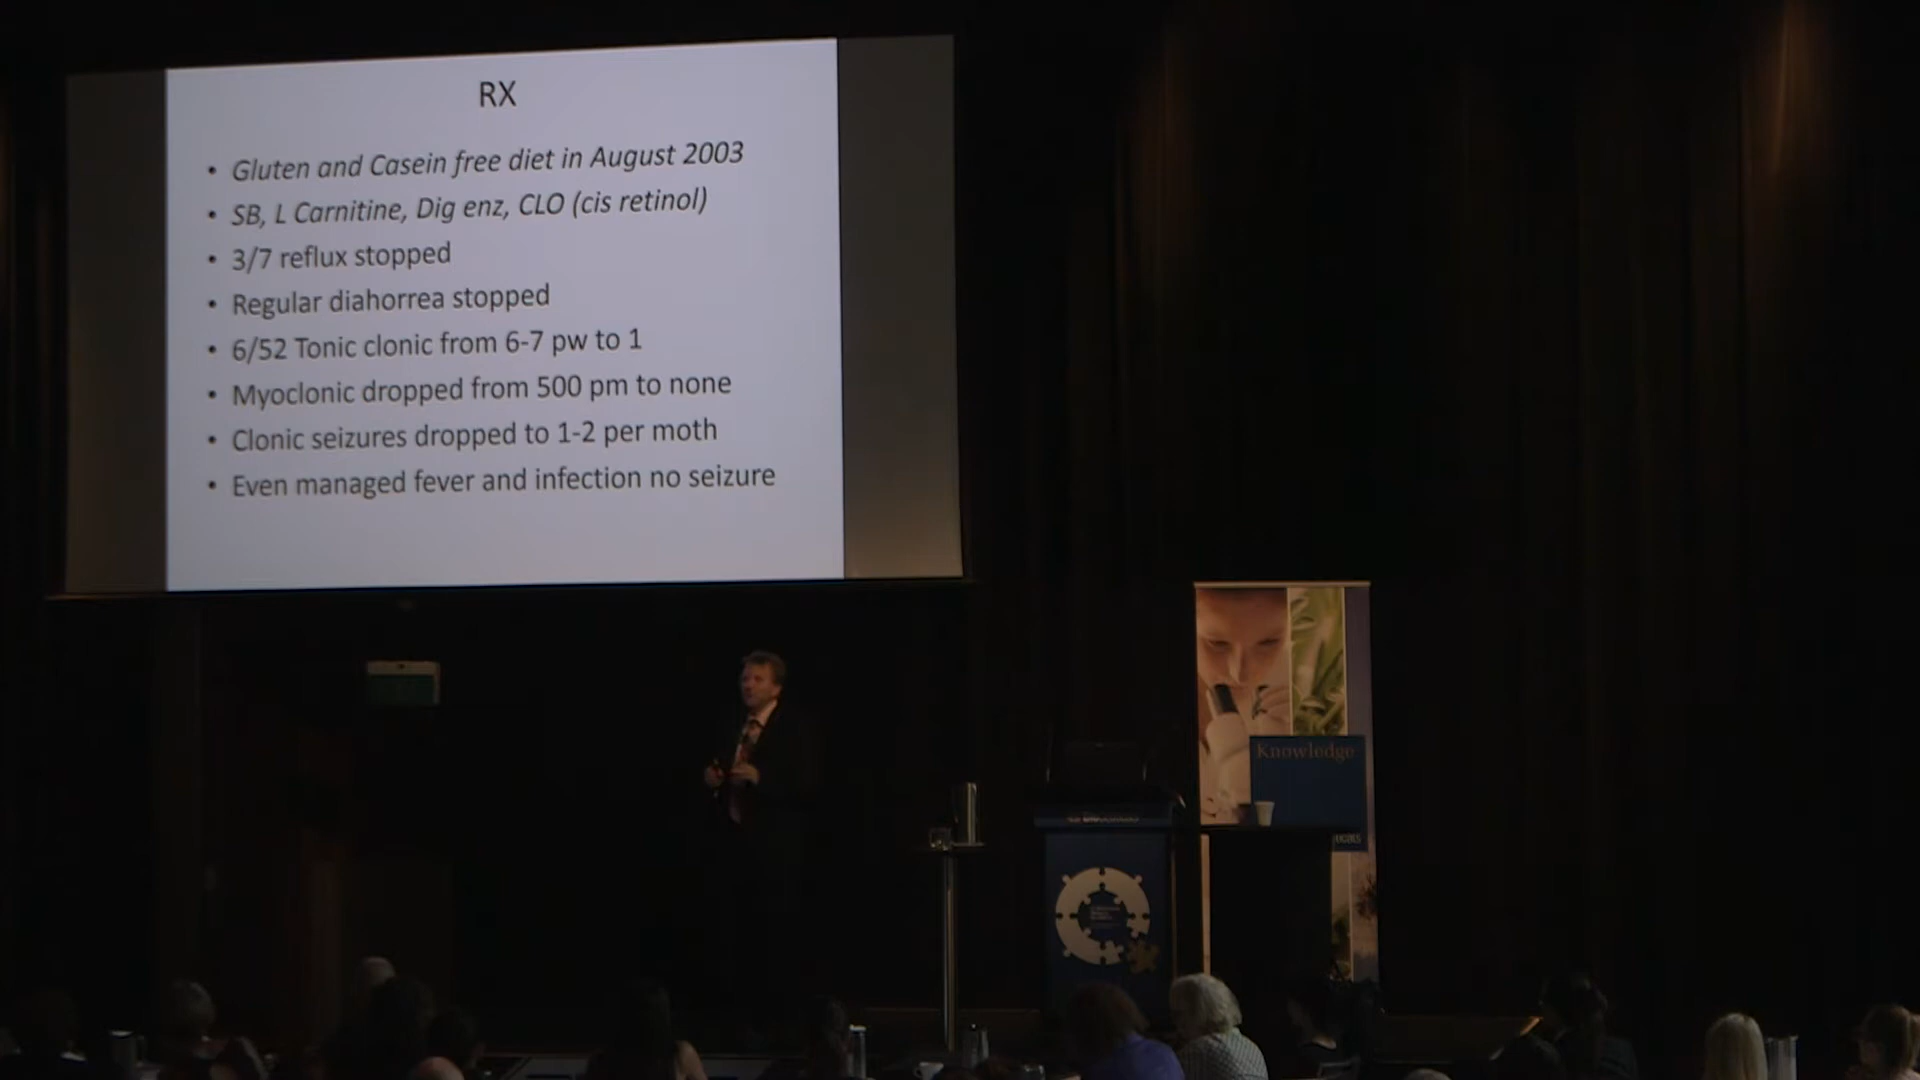 RX
• Gluten and Casein free diet in August 2003
• SB, L Carnitine, Dig enz, CLO (cis retinol)
• 3/7 reflux stopped
• Regular diahorrea stopped
• 6/52 Tonic clonic from 6-7 pw to 1
• Myoclonic dropped from 500 pm to none
• Clonic seizures dropped to 1-2 per moth
• Even managed fever and infection no seizure
Knowledge